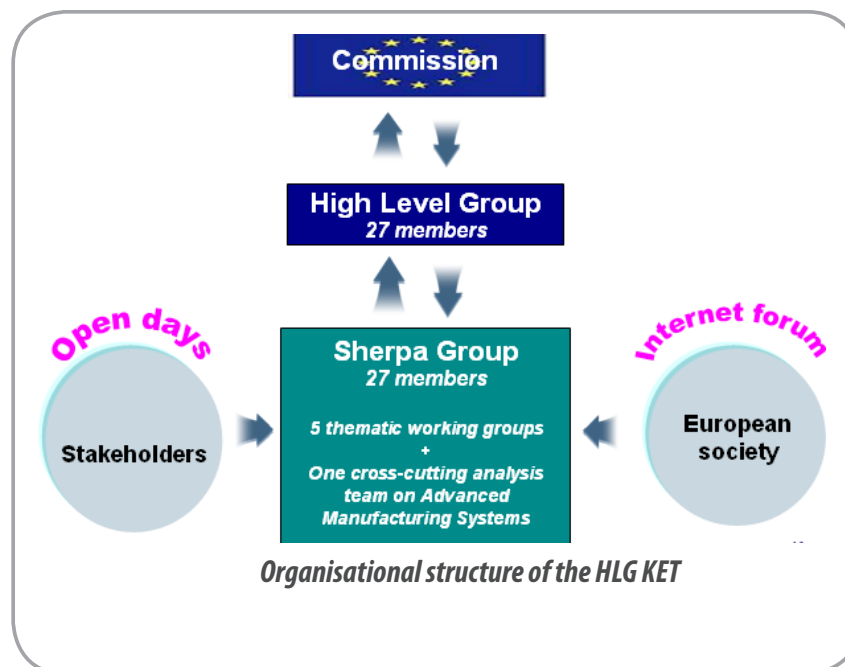 Commission
High Level Group
27 members
Open days
Internet forum
Sherpa Group
27 members
5 thematic working groups
+
One cross-cutting analysis
team on Advanced
Manufacturing Systems
Stakeholders
European
society
Organisational structure of the HLG KET